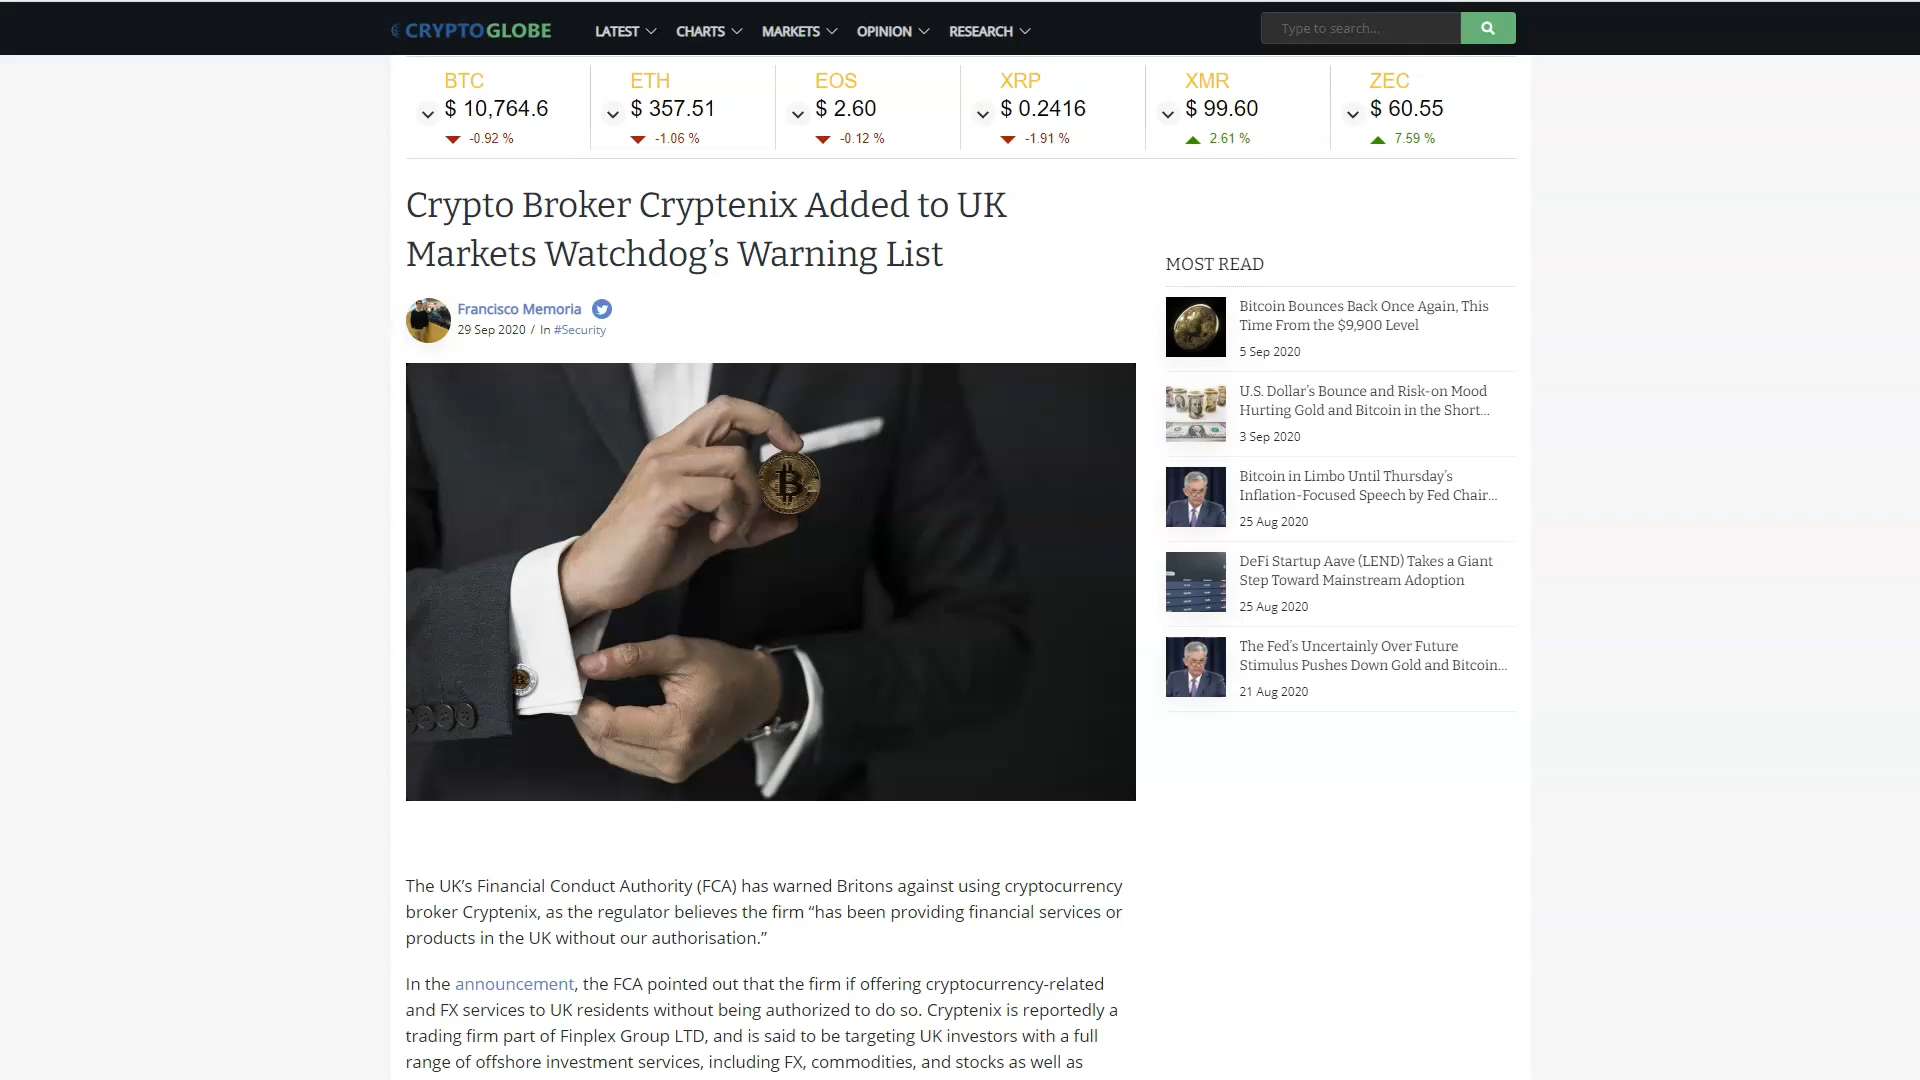 CRYPTOGLOBE LATEST CHARTS MARKETS OPINION RESEARCH Type to search...
BTC ETH EOS XRP XMR ZEC
$ 10,764.6 $ 357.51 $ 2.60 $ 0.2416 $ 99.60 $ 60.55
-0.92 % -1.06 % -0.12 % -1.91 % 2.61 % 7.59 %
Crypto Broker Cryptenix Added to UK
Markets Watchdog’s Warning List
Francisco Memoria
29 Sep 2020 / In #Security
The UK’s Financial Conduct Authority (FCA) has warned Britons against using cryptocurrency
broker Cryptenix, as the regulator believes the firm “has been providing financial services or
products in the UK without our authorisation.”
In the announcement, the FCA pointed out that the firm if offering cryptocurrency-related
and FX services to UK residents without being authorized to do so. Cryptenix is reportedly a
trading firm part of Finplex Group LTD, and is said to be targeting UK investors with a full
range of offshore investment services, including FX, commodities, and stocks as well as
MOST READ
Bitcoin Bounces Back Once Again, This
Time From the $9,900 Level
5 Sep 2020
U.S. Dollar’s Bounce and Risk-on Mood
Hurting Gold and Bitcoin in the Short...
3 Sep 2020
Bitcoin in Limbo Until Thursday’s
Inflation-Focused Speech by Fed Chair...
25 Aug 2020
DeFi Startup Aave (LEND) Takes a Giant
Step Toward Mainstream Adoption
25 Aug 2020
The Fed’s Uncertainly Over Future
Stimulus Pushes Down Gold and Bitcoin...
21 Aug 2020